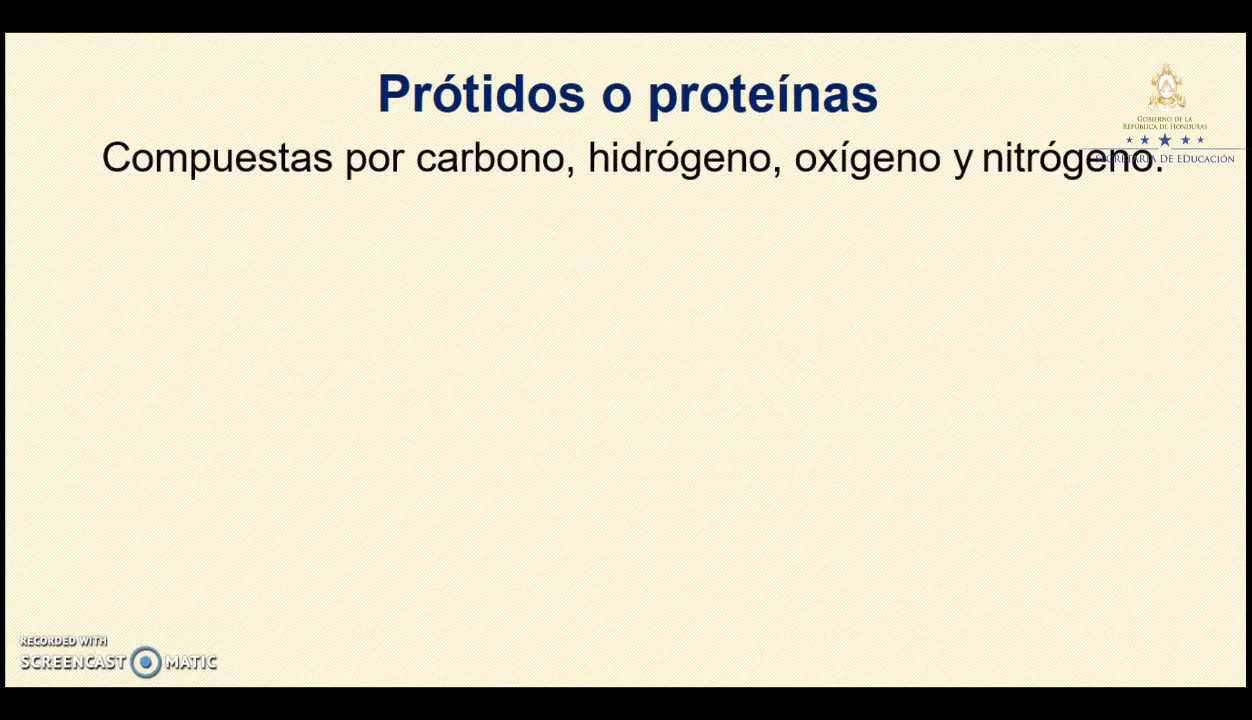 Prótidos o proteínas
GOBIERNO DE LA
REPÚBLICA DE HONDURAS
Compuestas por carbono, hidrógeno, oxígeno y nitrógeno.
SECRETARÍA DE EDUCACIÓN
RECORDED WITH
SCREENCAST MATIC